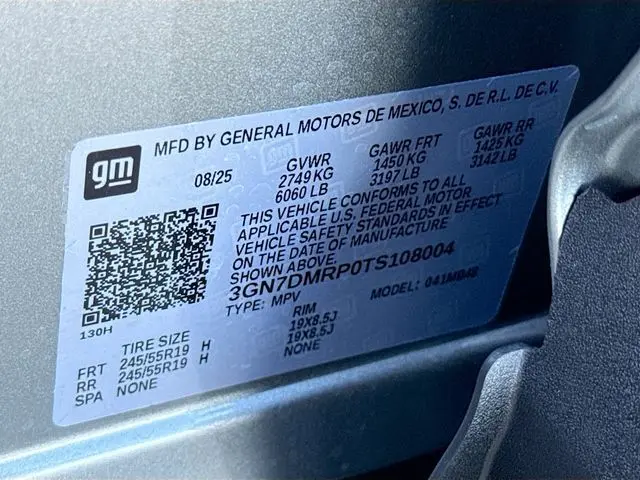 MFD BY GENERAL MOTORS DE MEXICO, S. DE R.L. DE C.V.
gm
08/25 GVWR GAWR FRT GAWR RR
2749 KG 1450 KG 1425 KG
6060 LB 3197 LB 3142 LB
THIS VEHICLE CONFORMS TO ALL
APPLICABLE U.S. FEDERAL MOTOR
VEHICLE SAFETY STANDARDS IN EFFECT
ON THE DATE OF MANUFACTURE
SHOWN ABOVE.
3GN7DMRP0TS108004
TYPE: MPV MODEL:
130H
TIRE SIZE RIM
FRT 245/55R19 H 19X8.5J
RR 245/55R19 H 19X8.5J
SPA NONE NONE